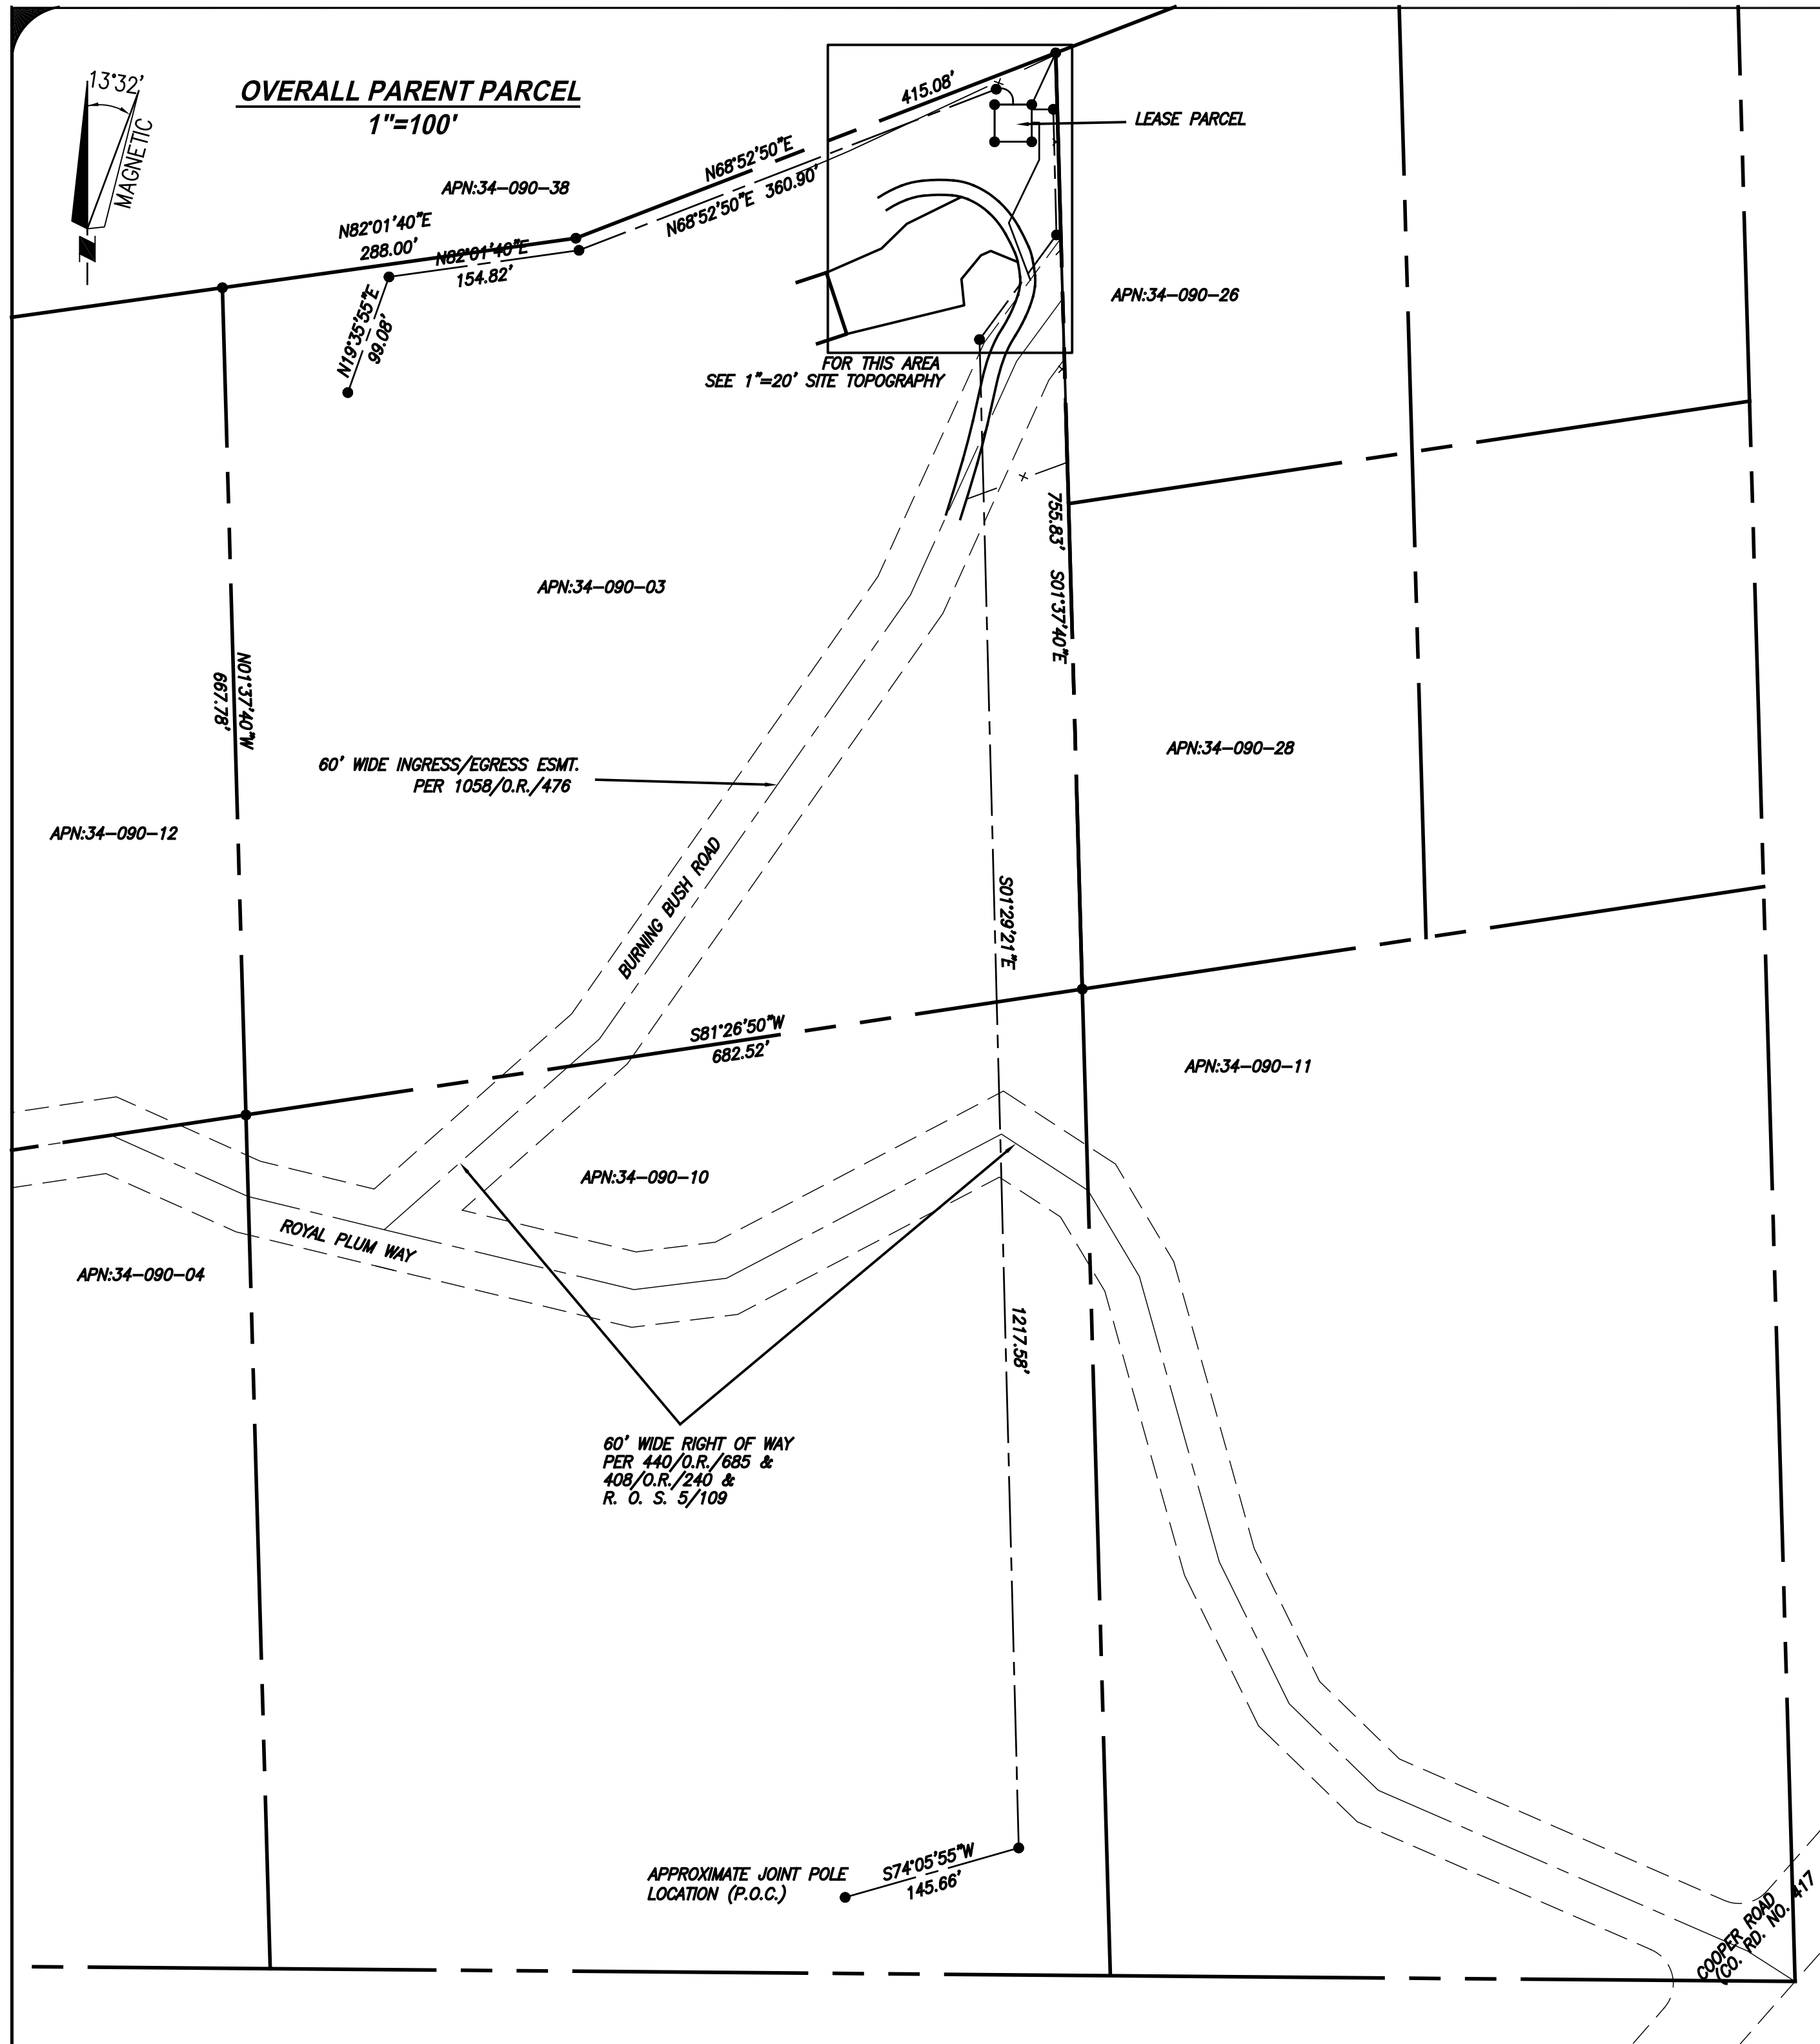 13°32'
MAGNETIC
OVERALL PARENT PARCEL
1"=100'
415.08'
LEASE PARCEL
N68°52'50"E
N68°52'50"E 360.90'
APN:34-090-38
N82°01'40"E
288.00'
N82°01'40"E
154.82'
N19°35'55"E
99.08'
APN:34-090-26
FOR THIS AREA
SEE 1"=20' SITE TOPOGRAPHY
755.83' S01°37'40"E
APN:34-090-03
N01°37'40"W
667.78'
APN:34-090-28
60' WIDE INGRESS/EGRESS ESMT.
PER 1058/O.R./476
APN:34-090-12
BURNING BUSH ROAD
S01°29'21"E
S81°26'50"W
682.52'
APN:34-090-11
APN:34-090-10
ROYAL PLUM WAY
APN:34-090-04
1217.58'
60' WIDE RIGHT OF WAY
PER 440/O.R./685 &
408/O.R./240 &
R. O. S. 5/109
APPROXIMATE JOINT POLE
LOCATION (P.O.C.)
S74°05'55"W
145.66'
COOPER ROAD
(CO. RD. NO. 417